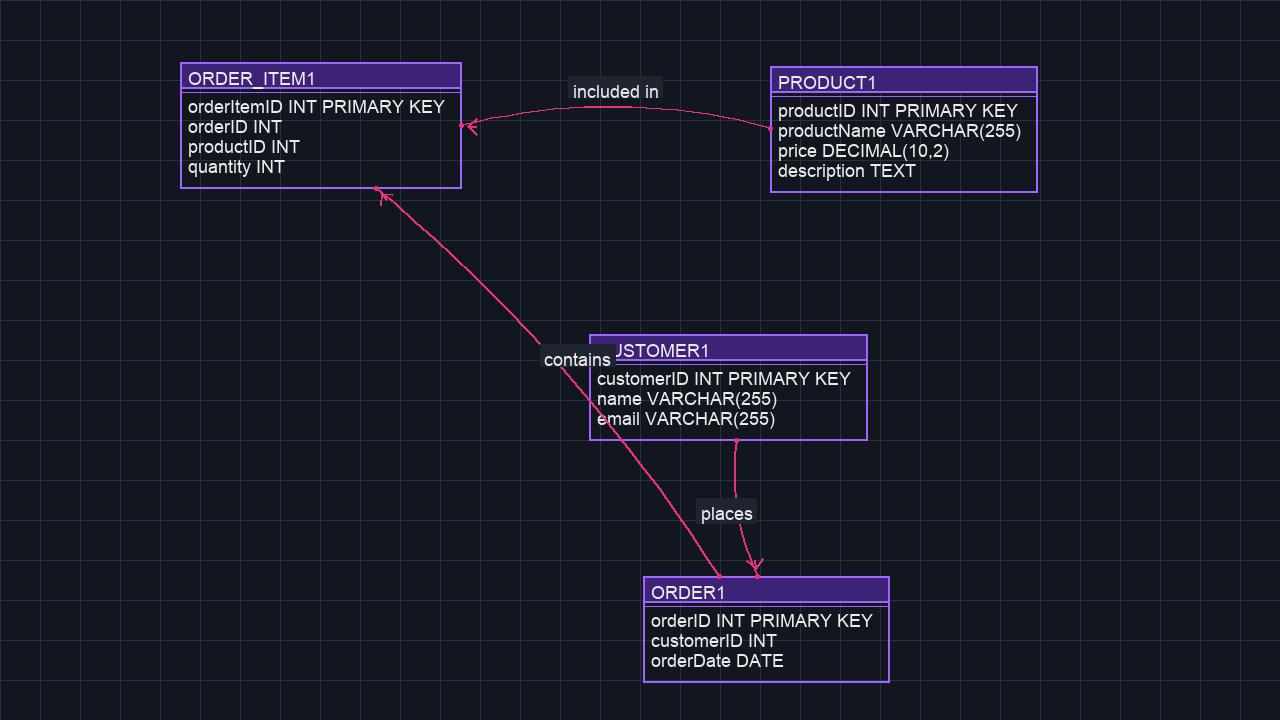 ORDER_ITEM1
orderItemID INT PRIMARY KEY
orderID INT
productID INT
quantity INT
included in
PRODUCT1
productID INT PRIMARY KEY
productName VARCHAR(255)
price DECIMAL(10,2)
description TEXT
contains
USTOMER1
customerID INT PRIMARY KEY
name VARCHAR(255)
email VARCHAR(255)
places
ORDER1
orderID INT PRIMARY KEY
customerID INT
orderDate DATE